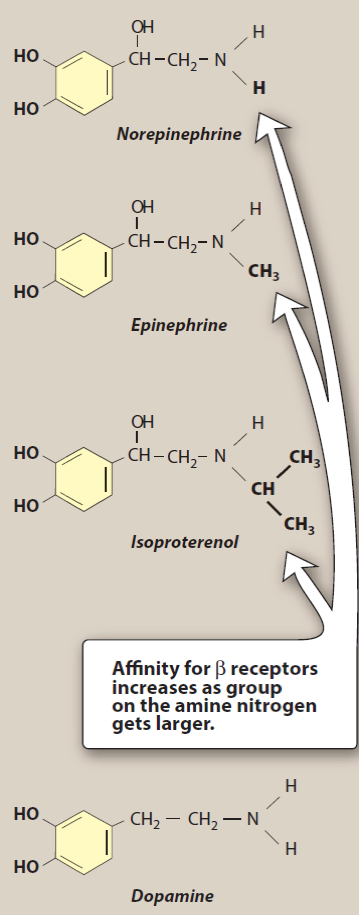 OH
H
HO
CH – CH₂ – N
HO
H
Norepinephrine
OH
H
HO
CH – CH₂ – N
CH₃
HO
Epinephrine
OH
H
HO
CH – CH₂ – N
CH₃
CH
HO
CH₃
Isoproterenol
Affinity for β receptors
increases as group
on the amine nitrogen
gets larger.
H
HO
CH₂ – CH₂ – N
H
HO
Dopamine